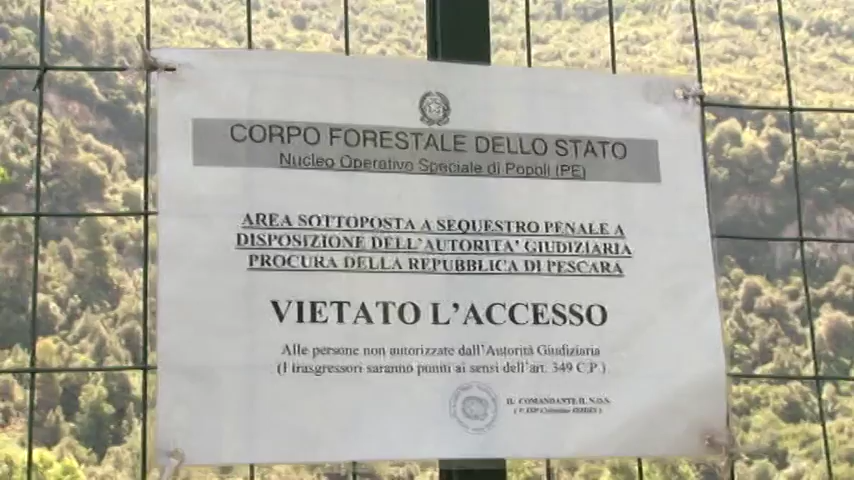 CORPO FORESTALE DELLO STATO
Nucleo Operativo Speciale di Popoli (PE)
AREA SOTTOPOSTA A SEQUESTRO PENALE A
DISPOSIZIONE DELL'AUTORITA' GIUDIZIARIA
PROCURA DELLA REPUBBLICA DI PESCARA
VIETATO L'ACCESSO
Alle persone non autorizzate dall'Autorità Giudiziaria
(I trasgressori saranno puniti ai sensi dell'art. 349 C.P.)
IL COMANDANTE IL N.O.S.